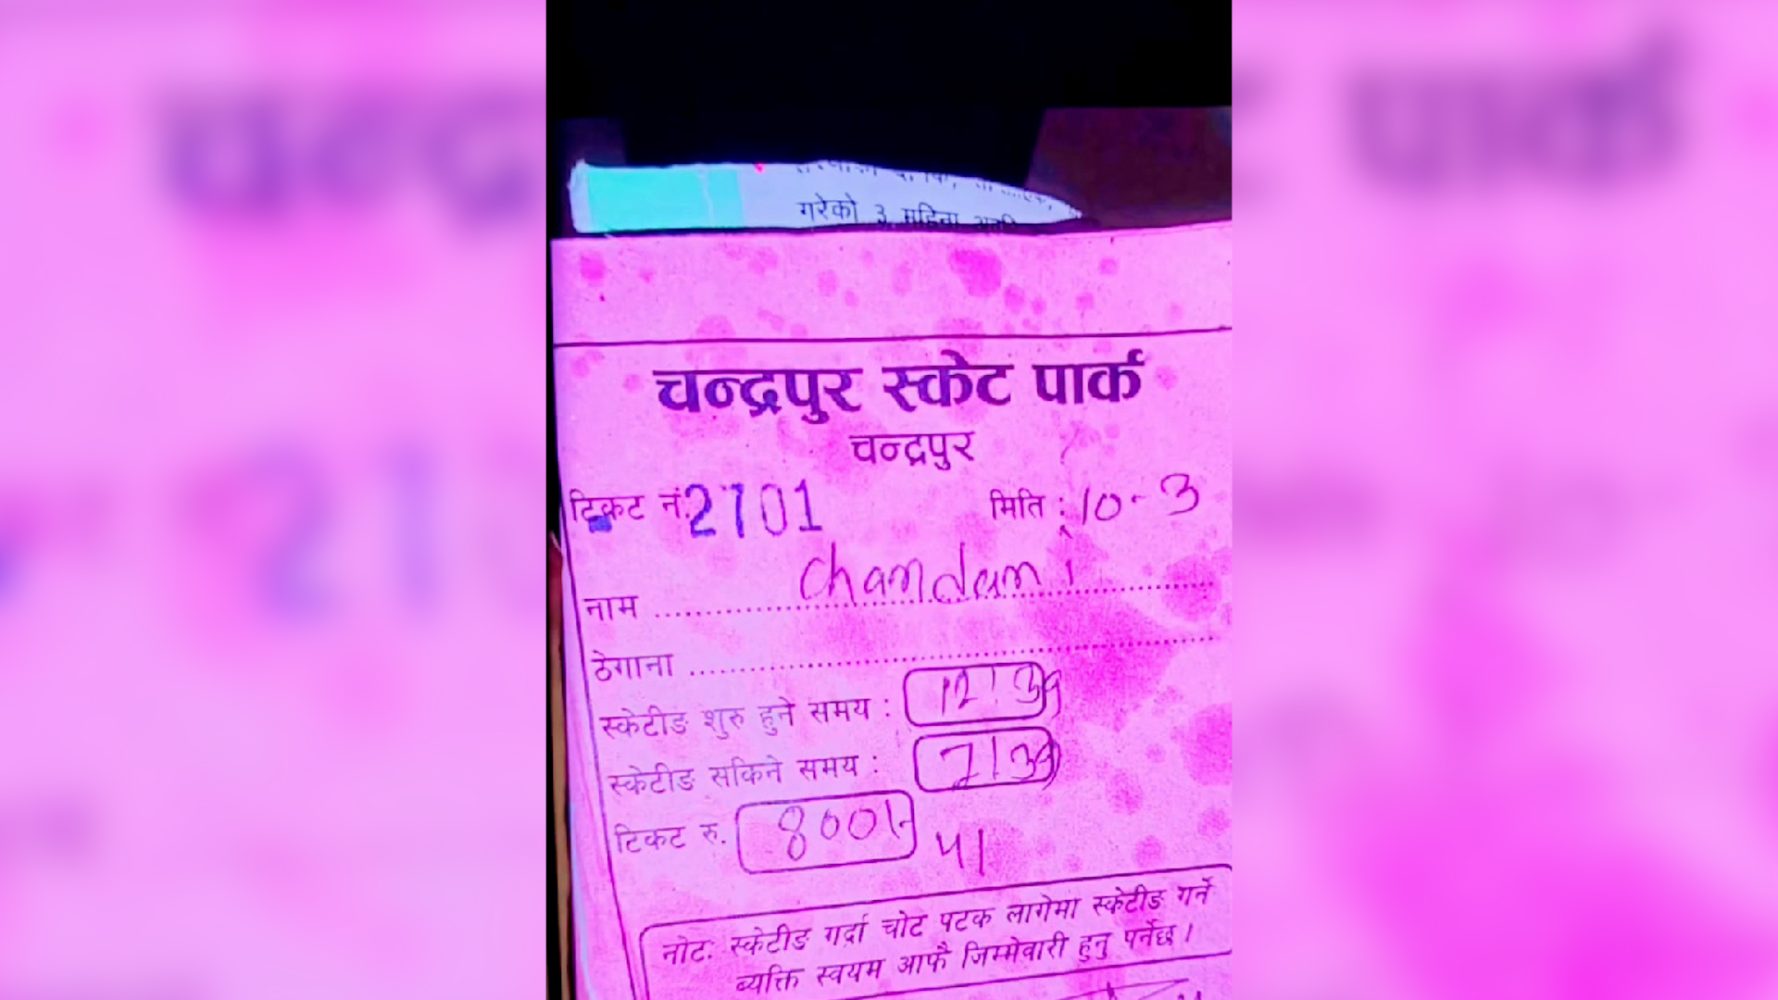 गरेको ३ महिना
चन्द्रपुर स्केट पार्क
चन्द्रपुर
टिकट नं. 2701 मिति : 10-3
नाम ........ Chandani
ठेगाना ........
स्केटीङ शुरु हुने समय :
स्केटीङ सकिने समय :
टिकट रु. 800/-
नोट: स्केटीङ गर्दा चोट पटक लागेमा स्केटीङ गर्ने
ब्यक्ति स्वयम आफै जिम्मेवारी हुनु पर्नेछ ।